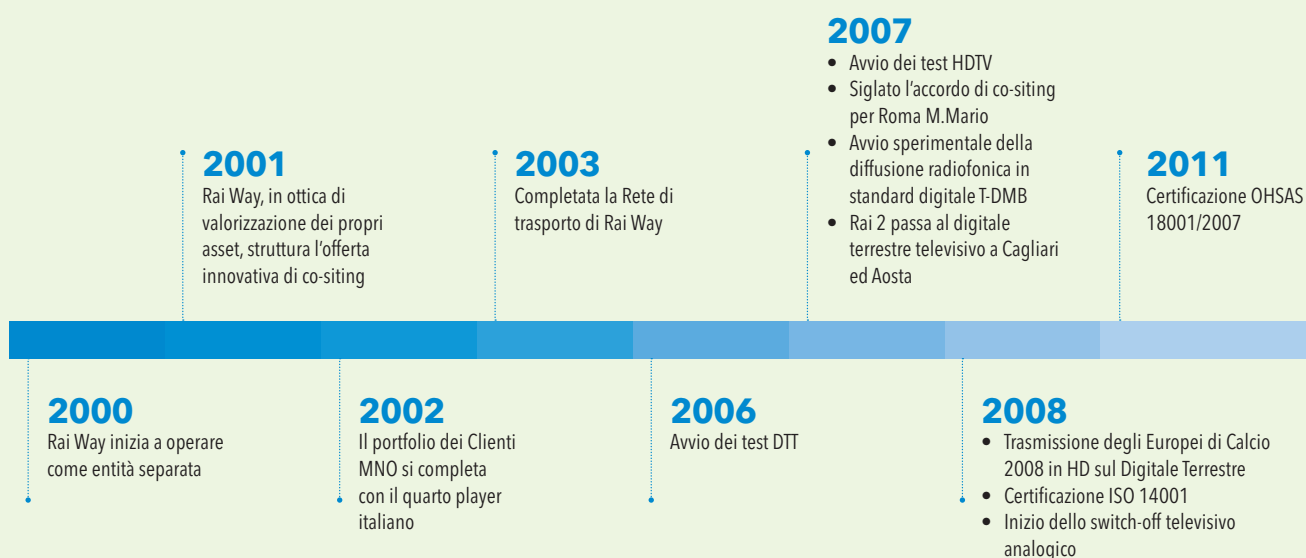 2007
• Avvio dei test HDTV
• Siglato l'accordo di co-siting
per Roma M.Mario
• Avvio sperimentale della
diffusione radiofonica in
standard digitale T-DMB
• Rai 2 passa al digitale
terrestre televisivo a Cagliari
ed Aosta
2001
Rai Way, in ottica di
valorizzazione dei propri
asset, struttura l'offerta
innovativa di co-siting
2003
Completata la Rete di
trasporto di Rai Way
2011
Certificazione OHSAS
18001/2007
2000
Rai Way inizia a operare
come entità separata
2002
Il portfolio dei Clienti
MNO si completa
con il quarto player
italiano
2006
Avvio dei test DTT
2008
• Trasmissione degli Europei di Calcio
2008 in HD sul Digitale Terrestre
• Certificazione ISO 14001
• Inizio dello switch-off televisivo
analogico